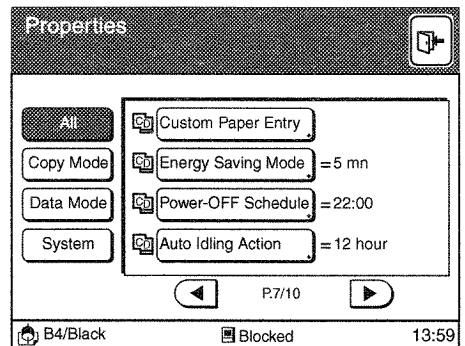 Properties
All
Custom Paper Entry
Copy Mode
Energy Saving Mode = 5 mn
Data Mode
Power-OFF Schedule = 22:00
System
Auto Idling Action = 12 hour
P.7/10
B4/Black
Blocked
13:59